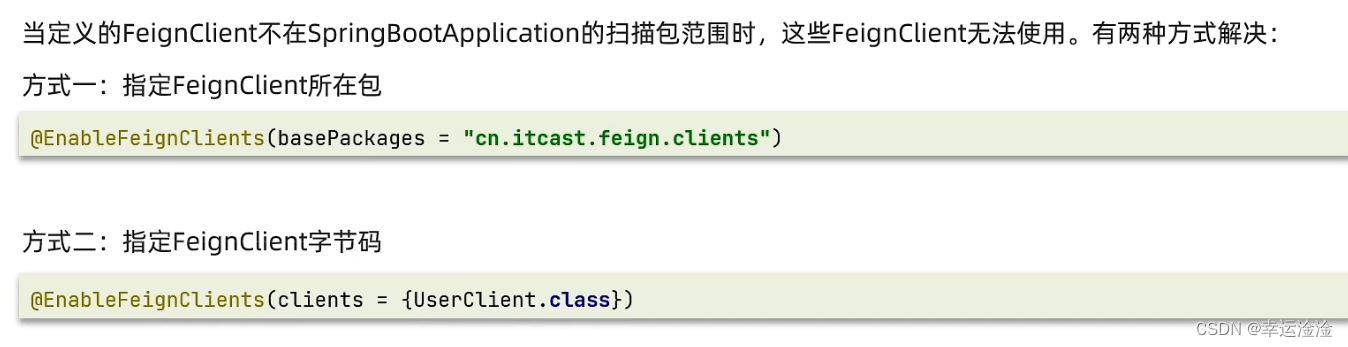 当定义的FeignClient不在SpringBootApplication的扫描包范围时，这些FeignClient无法使用。有两种方式解决：
方式一：指定FeignClient所在包
@EnableFeignClients(basePackages = "cn.itcast.feign.clients")
方式二：指定FeignClient字节码
@EnableFeignClients(clients = {UserClient.class})
CSDN @幸运淦淦